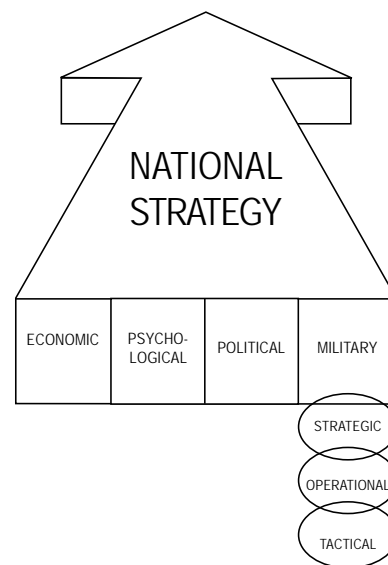 NATIONAL
STRATEGY
ECONOMIC
PSYCHO-
LOGICAL
POLITICAL
MILITARY
STRATEGIC
OPERATIONAL
TACTICAL